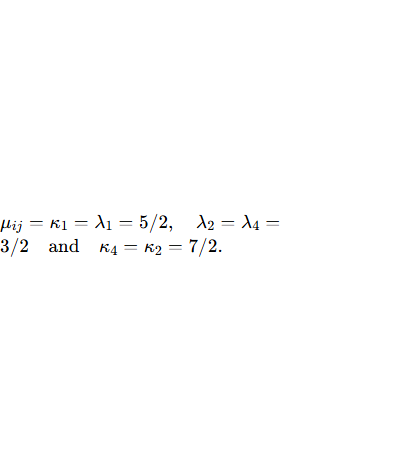 μ_{ij} = κ_1 = λ_1 = 5/2,  λ_2 = λ_4 =
3/2  and  κ_4 = κ_2 = 7/2.